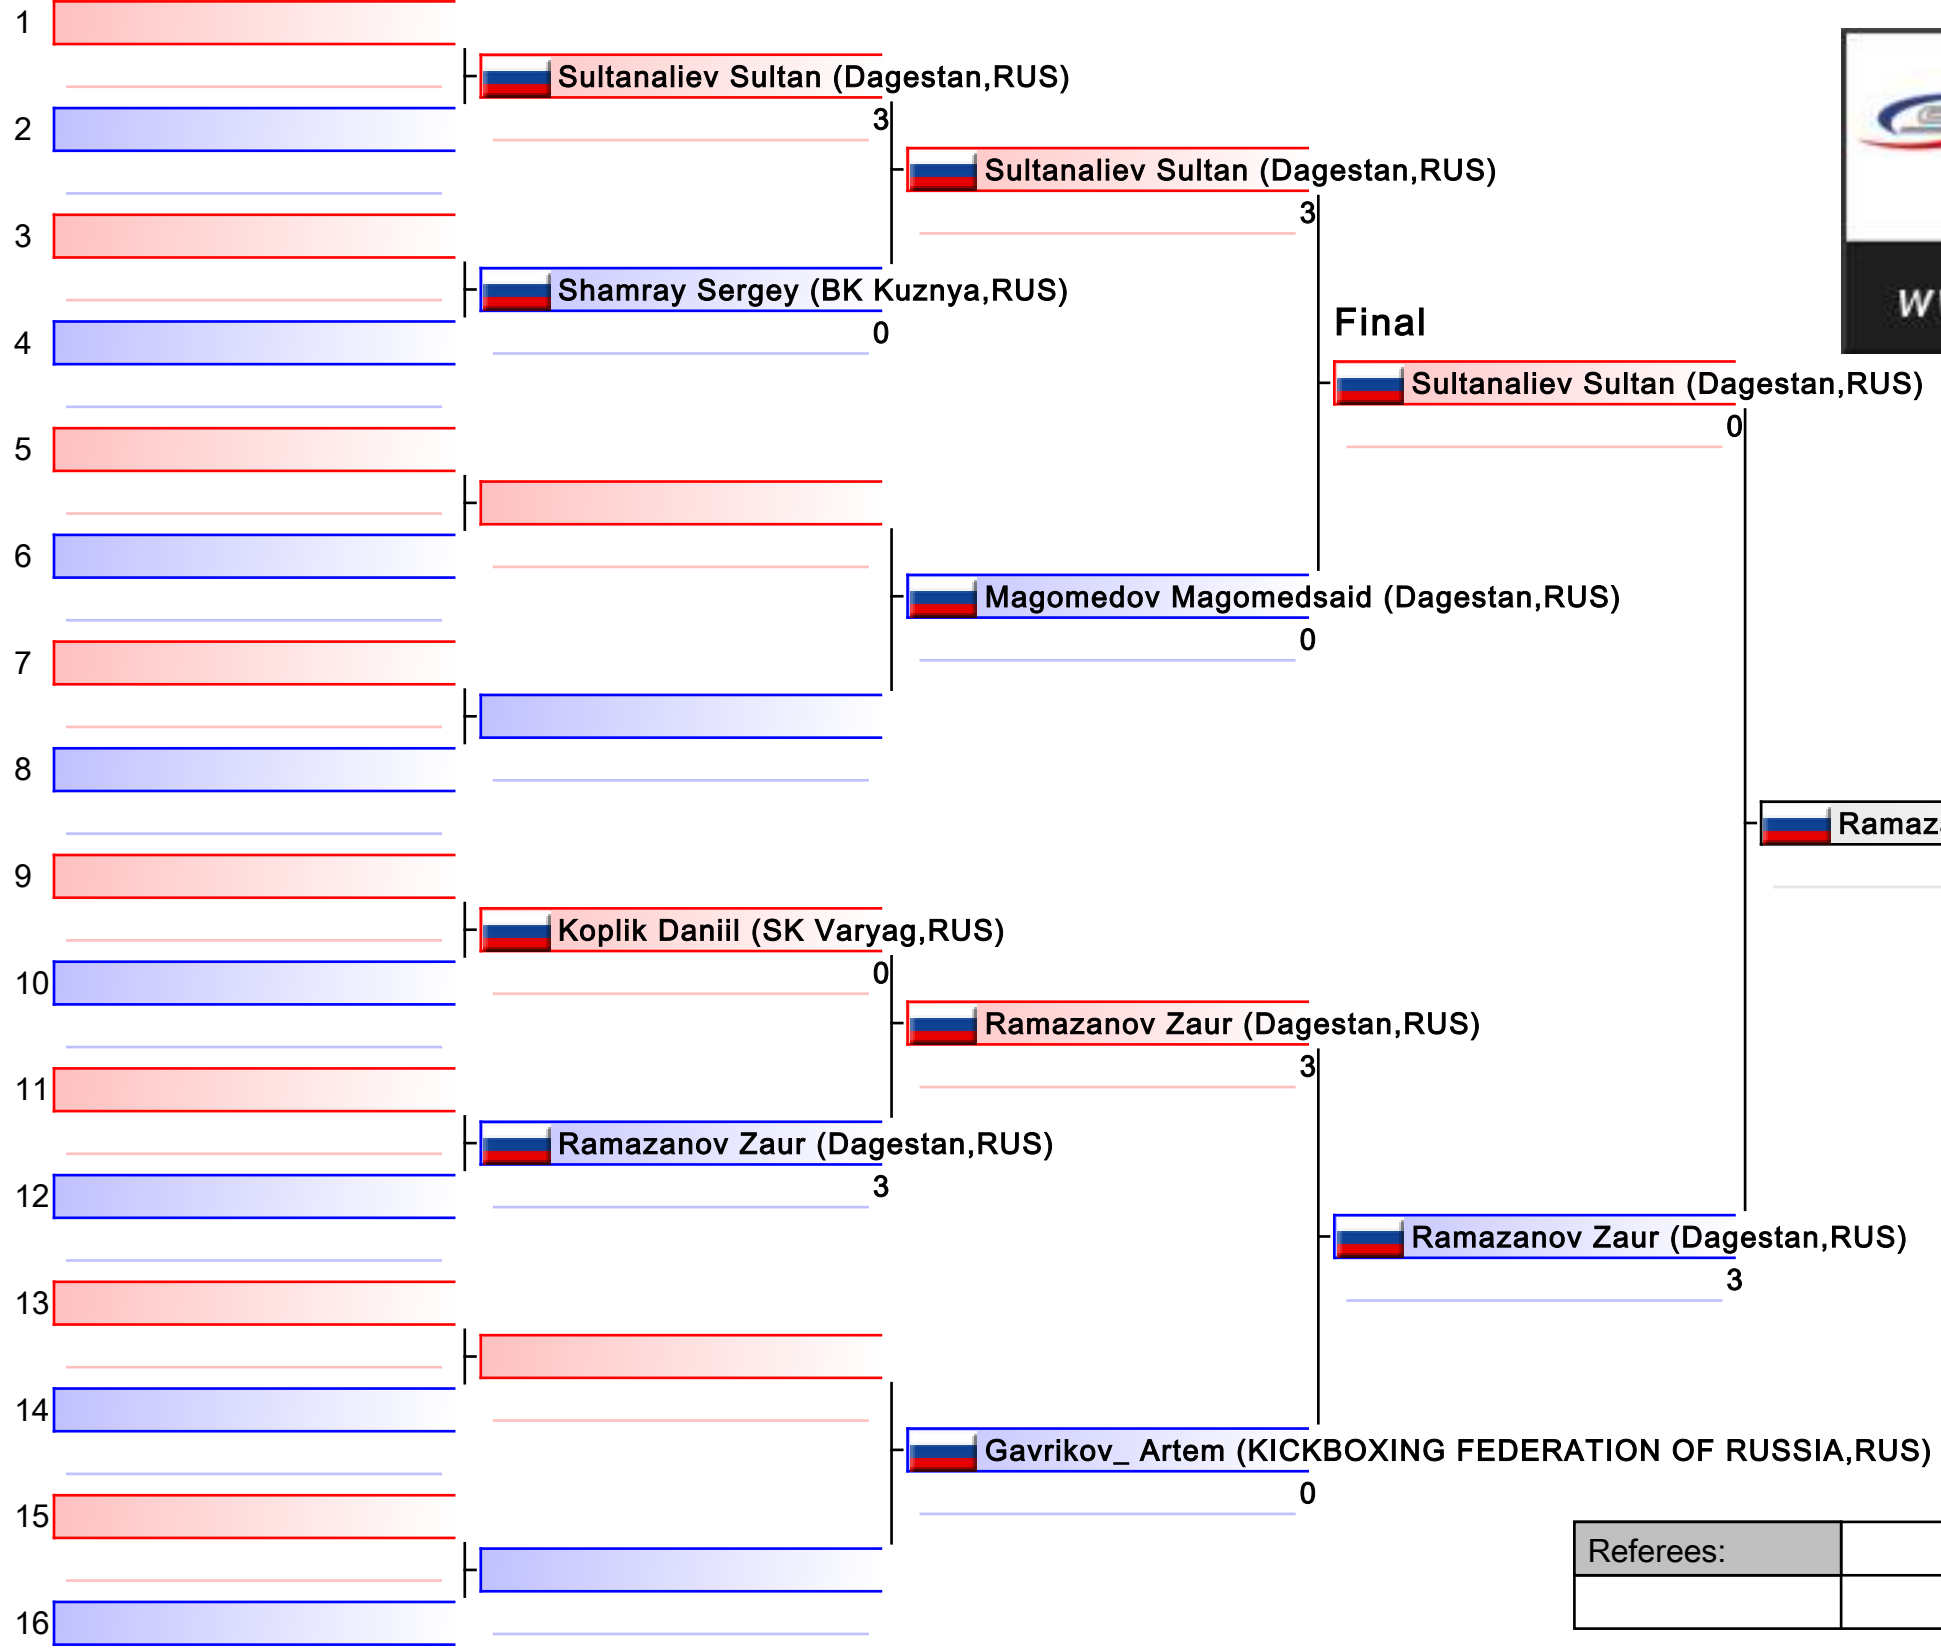 1
Sultanaliev Sultan (Dagestan,RUS)
3
2
Sultanaliev Sultan (Dagestan,RUS)
3
3
Shamray Sergey (BK Kuznya,RUS)
0
4
Final
Sultanaliev Sultan (Dagestan,RUS)
0
5
6
Magomedov Magomedsaid (Dagestan,RUS)
0
7
8
9
Koplik Daniil (SK Varyag,RUS)
0
10
Ramazanov Zaur (Dagestan,RUS)
3
11
Ramazanov Zaur (Dagestan,RUS)
3
12
Ramazanov Zaur (Dagestan,RUS)
3
13
14
Gavrikov_ Artem (KICKBOXING FEDERATION OF RUSSIA,RUS)
0
15
16
Referees: